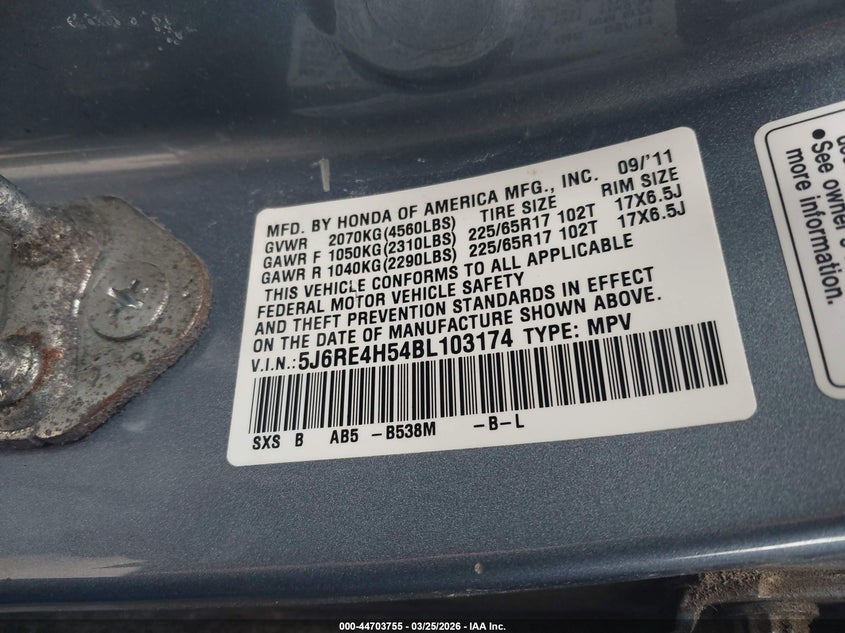 MFD. BY HONDA OF AMERICA MFG., INC. 09/'11
GVWR 2070KG(4560LBS) TIRE SIZE RIM SIZE
GAWR F 1050KG(2310LBS) 225/65R17 102T 17X6.5J
GAWR R 1040KG(2290LBS) 225/65R17 102T 17X6.5J
THIS VEHICLE CONFORMS TO ALL APPLICABLE
FEDERAL MOTOR VEHICLE SAFETY
AND THEFT PREVENTION STANDARDS IN EFFECT
ON THE DATE OF MANUFACTURE SHOWN ABOVE.
V.I.N.:5J6RE4H54BL103174 TYPE: MPV
SXS B AB5 -B538M -B-L
•See owner's
more information.
000-44703755 — 03/25/2026 — IAA Inc.